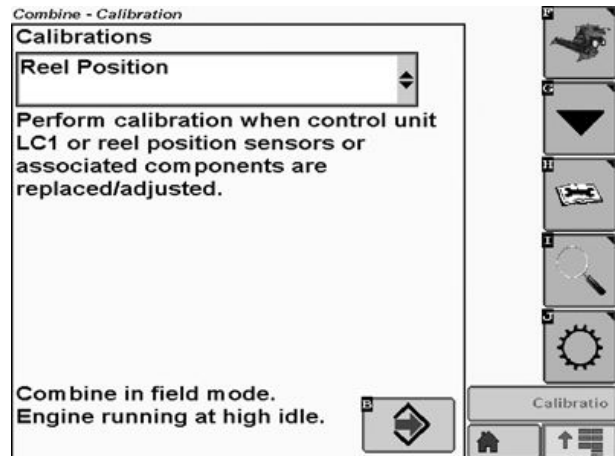 Combine - Calibration
Calibrations
Reel Position
Perform calibration when control unit
LC1 or reel position sensors or
associated components are
replaced/adjusted.
Combine in field mode.
Engine running at high idle.
B
F
G
H
I
J
Calibratio